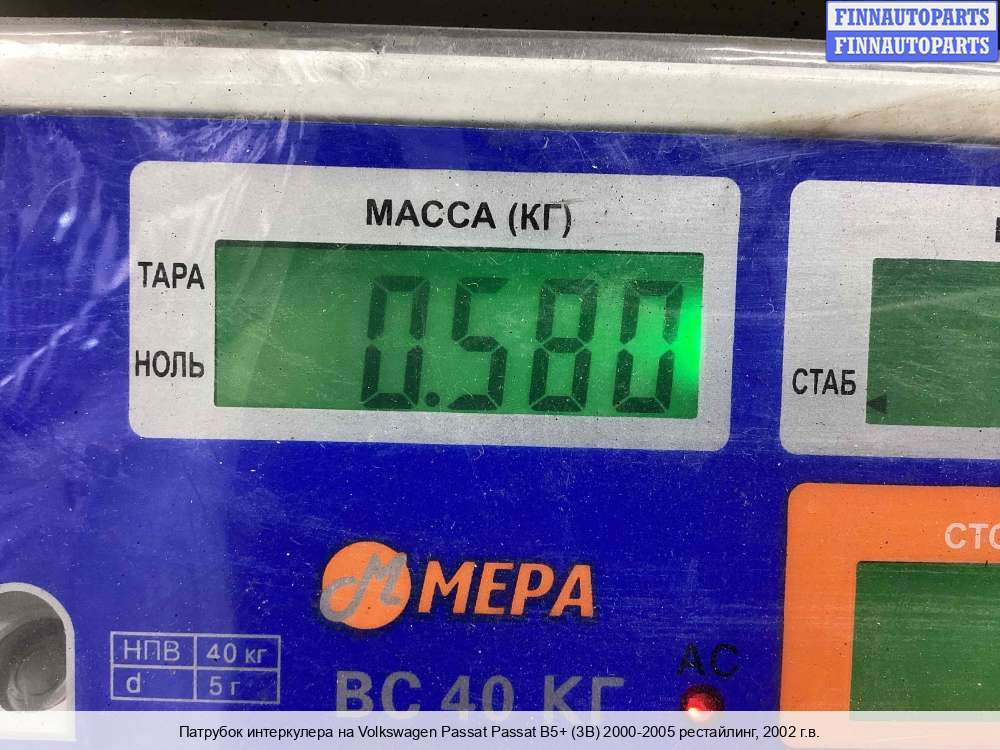 FINNAUTOPARTS
FINNAUTOPARTS
МАССА (КГ)
ТАРА
0.580
НОЛЬ
СТАБ
МЕРА
НПВ 40 кг
d 5 г
ВС 40 КГ
AC
Патрубок интеркулера на Volkswagen Passat Passat B5+ (3B) 2000-2005 рестайлинг, 2002 г.в.